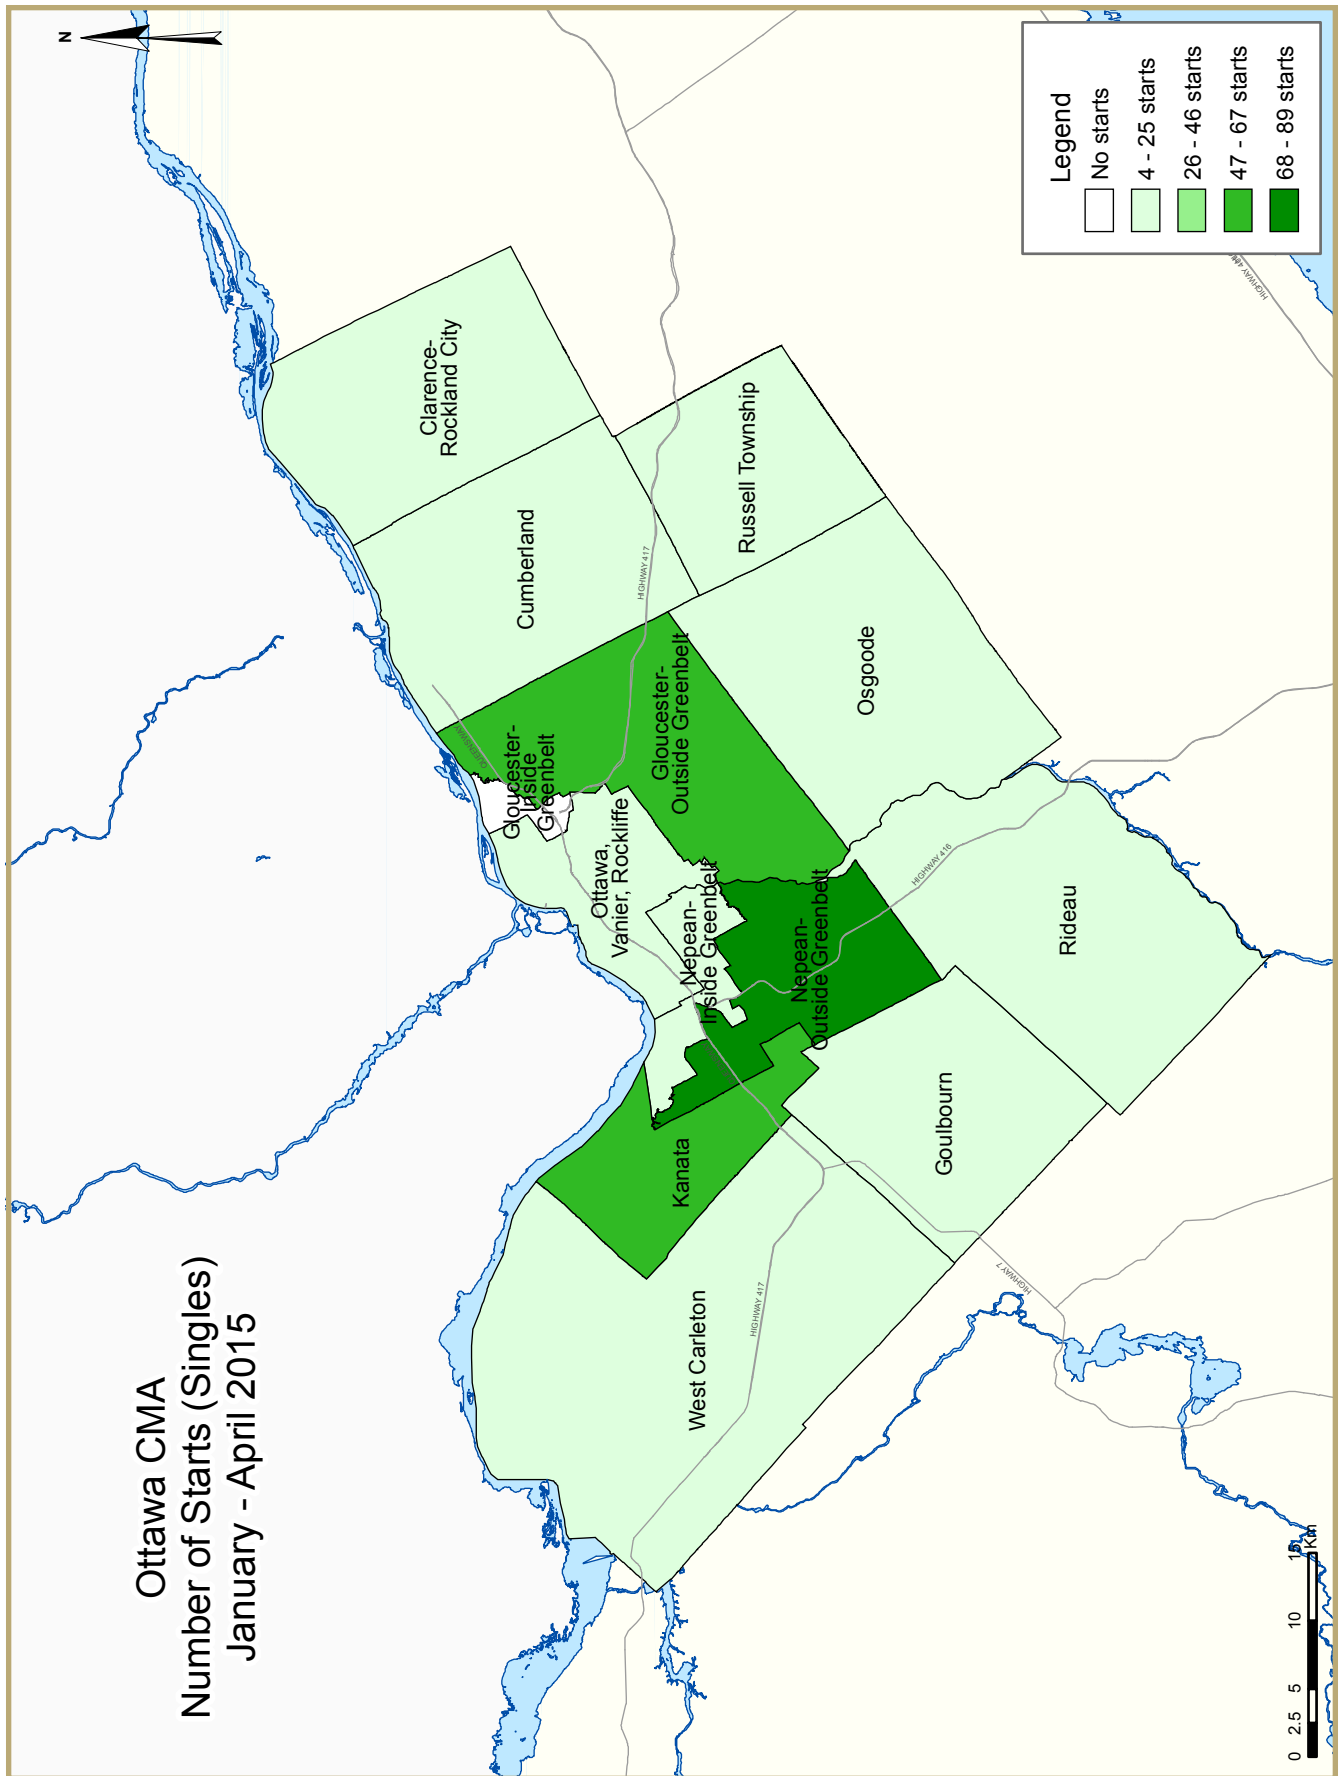 Ottawa CMA
Number of Starts (Singles)
January - April 2015
N
Legend
No starts
4 - 25 starts
26 - 46 starts
47 - 67 starts
68 - 89 starts
Clarence-
Rockland City
Cumberland
Russell Township
HIGHWAY 417
QUEENSWAY
Gloucester-
Inside
Greenbelt
Gloucester-
Outside Greenbelt
Osgoode
Ottawa,
Vanier, Rockliffe
Nepean-
Inside Greenbelt
Nepean-
Outside Greenbelt
HIGHWAY 416
Rideau
Kanata
Goulbourn
West Carleton
HIGHWAY 417
HIGHWAY 7
HIGHWAY
0 2.5 5 10 15
Km